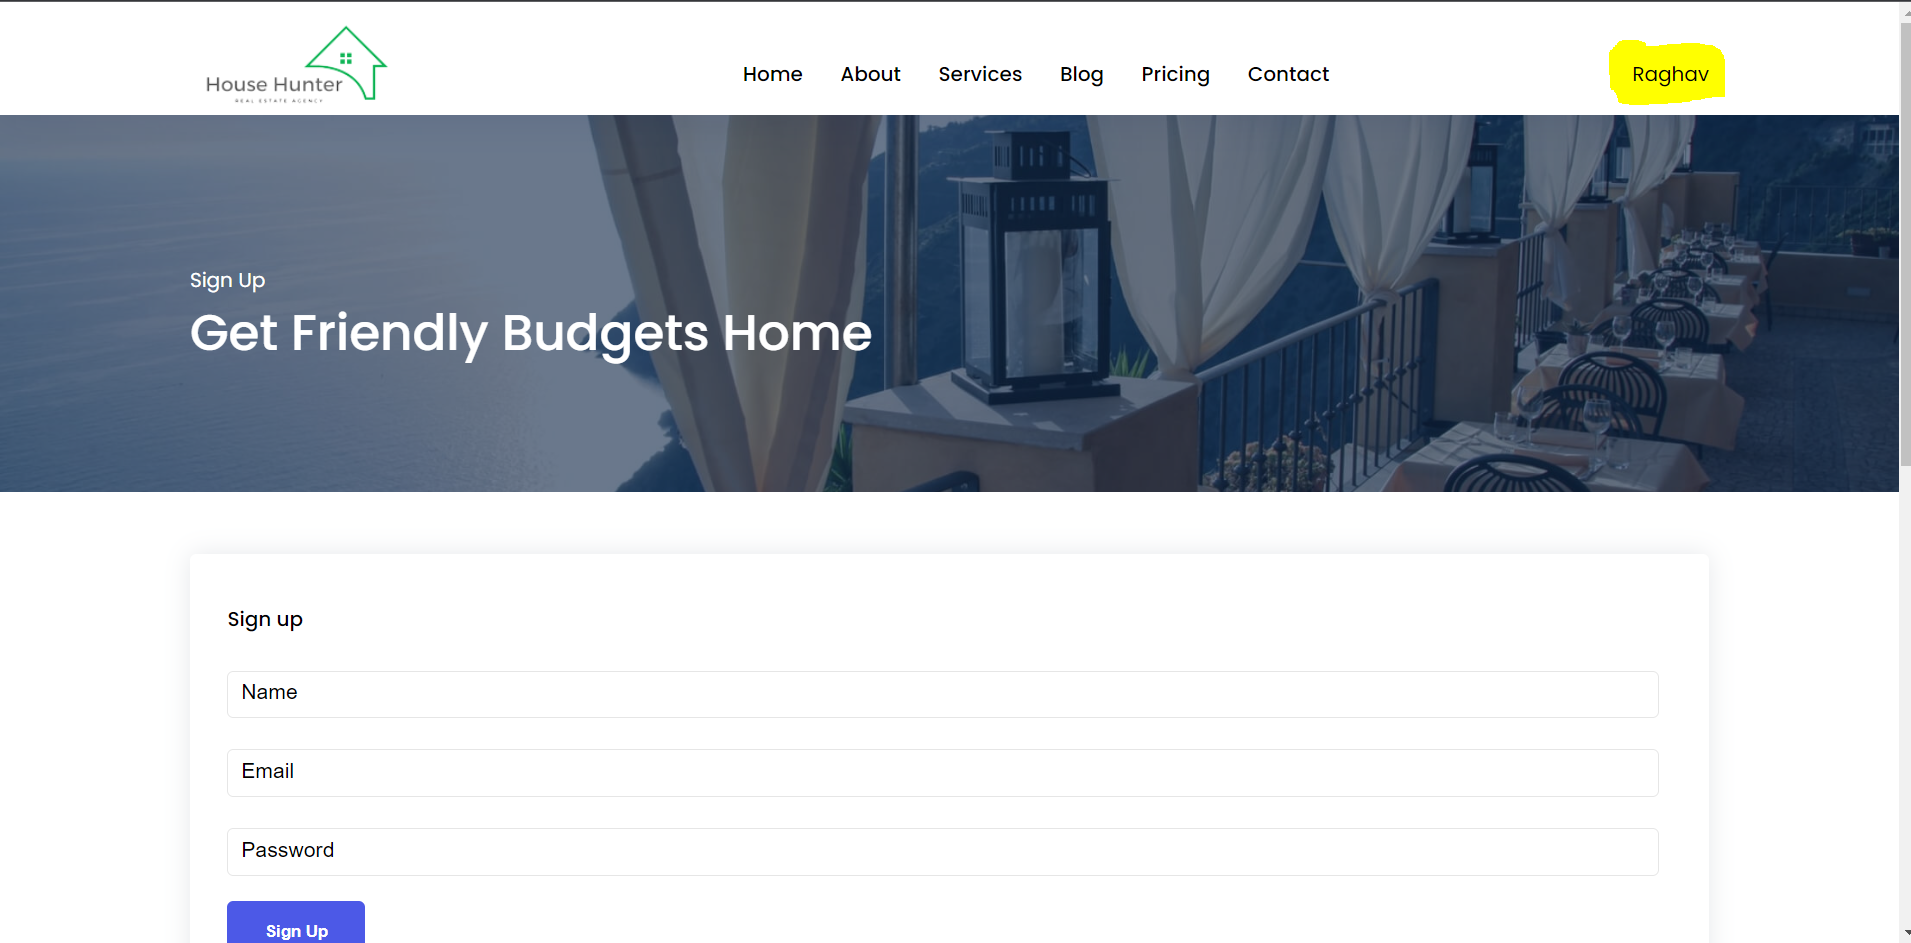 House Hunter
REAL ESTATE AGENCY
Home About Services Blog Pricing Contact
Raghav
Sign Up
Get Friendly Budgets Home
Sign up
Name
Email
Password
Sign Up